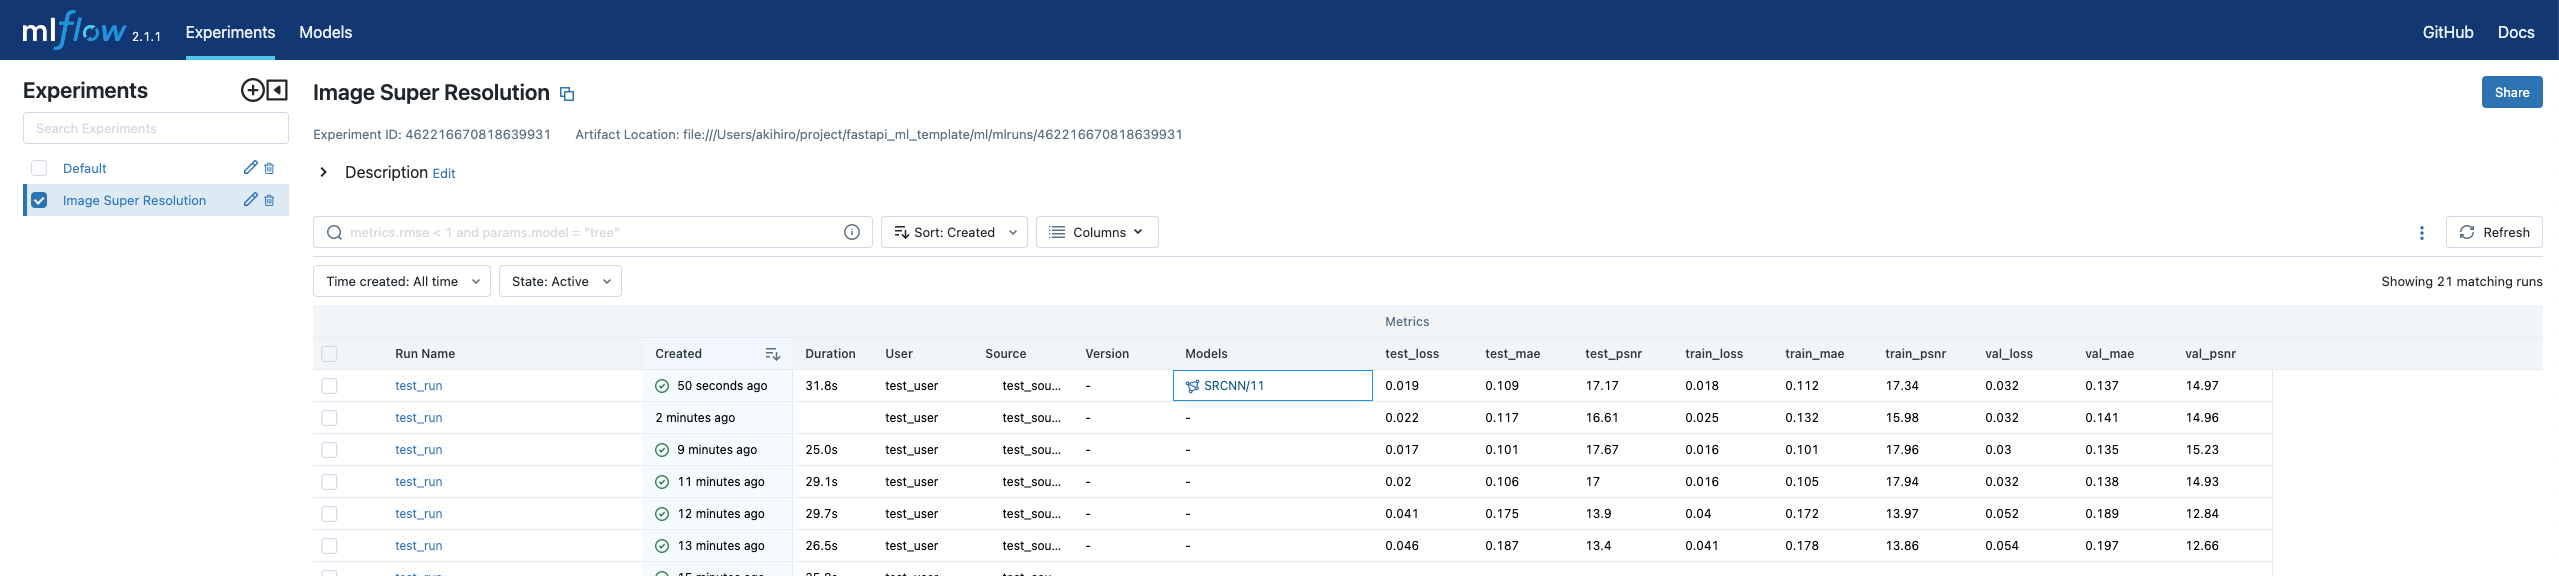 mlflow 2.1.1 Experiments Models GitHub Docs
Experiments
Search Experiments
Default
Image Super Resolution
Image Super Resolution
Share
Experiment ID: 462216670818639931 Artifact Location: file:///Users/akihiro/project/fastapi_ml_template/ml/mlruns/462216670818639931
Description Edit
metrics.rmse < 1 and params.model = "tree" Sort: Created Columns Refresh
Time created: All time State: Active Showing 21 matching runs
Metrics
Run Name Created Duration User Source Version Models test_loss test_mae test_psnr train_loss train_mae train_psnr val_loss val_mae val_psnr
test_run 50 seconds ago 31.8s test_user test_sou... - SRCNN/11 0.019 0.109 17.17 0.018 0.112 17.34 0.032 0.137 14.97
test_run 2 minutes ago test_user test_sou... - - 0.022 0.117 16.61 0.025 0.132 15.98 0.032 0.141 14.96
test_run 9 minutes ago 25.0s test_user test_sou... - - 0.017 0.101 17.67 0.016 0.101 17.96 0.03 0.135 15.23
test_run 11 minutes ago 29.1s test_user test_sou... - - 0.02 0.106 17 0.016 0.105 17.94 0.032 0.138 14.93
test_run 12 minutes ago 29.7s test_user test_sou... - - 0.041 0.175 13.9 0.04 0.172 13.97 0.052 0.189 12.84
test_run 13 minutes ago 26.5s test_user test_sou... - - 0.046 0.187 13.4 0.041 0.178 13.86 0.054 0.197 12.66